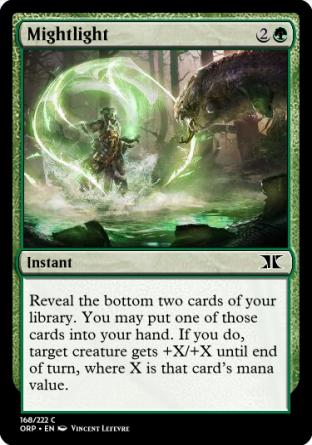 Mightlight 2
Instant
Reveal the bottom two cards of your
library. You may put one of those
cards into your hand. If you do,
target creature gets +X/+X until end
of turn, where X is that card's mana
value.
168/222 C
ORP • EN Vincent Lefevre